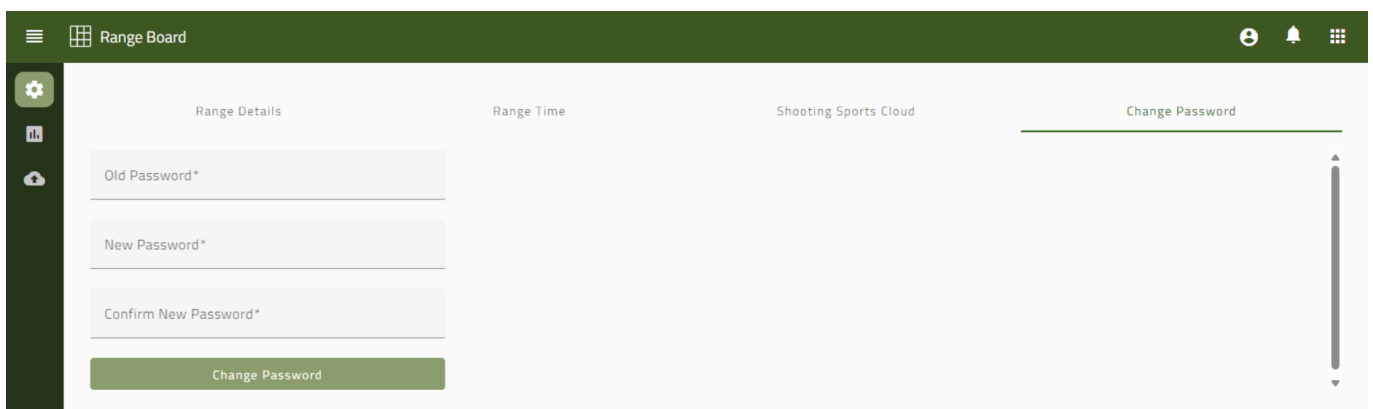 Range Board
Range Details
Range Time
Shooting Sports Cloud
Change Password
Old Password*
New Password*
Confirm New Password*
Change Password